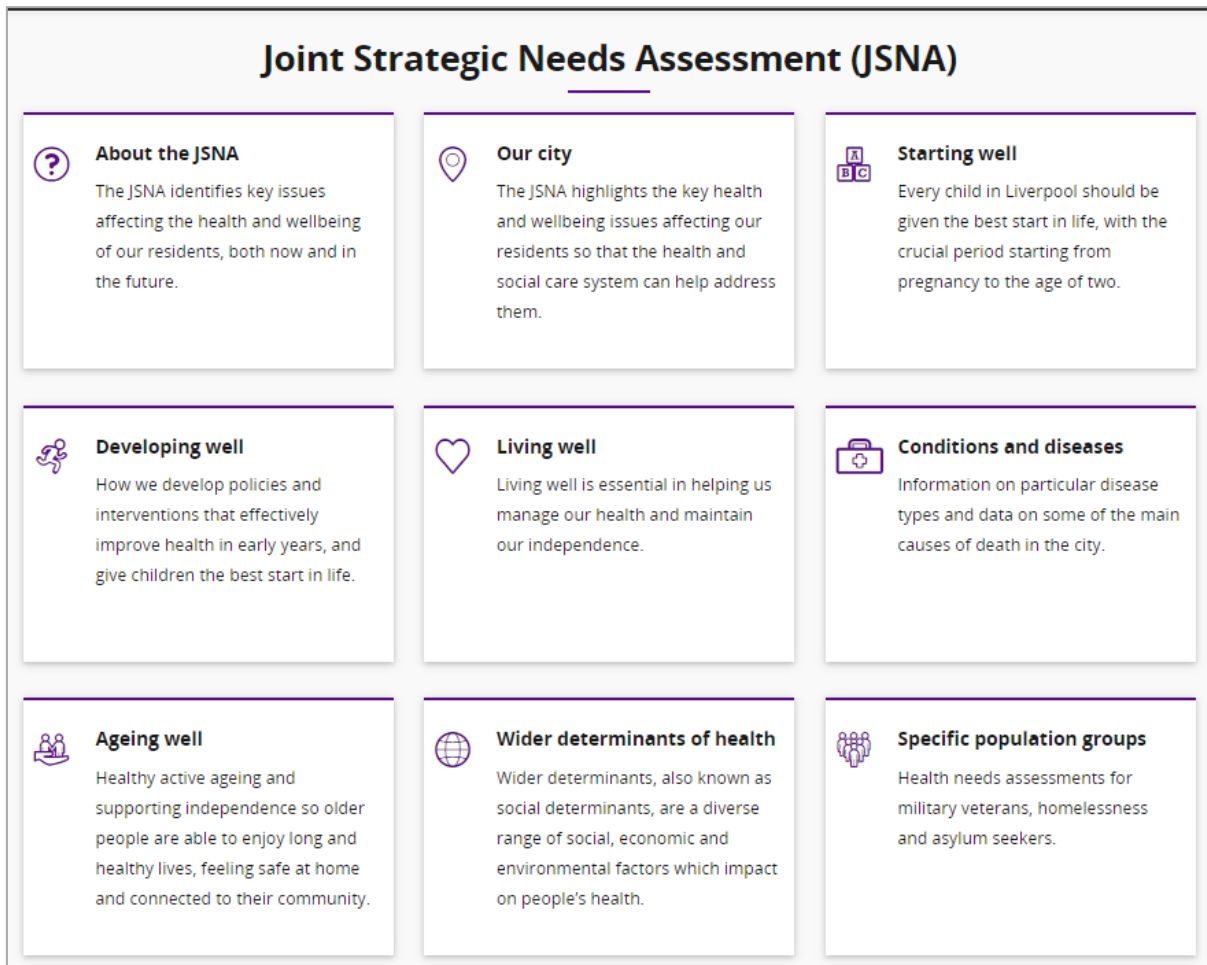 Joint Strategic Needs Assessment (JSNA)
About the JSNA
The JSNA identifies key issues
affecting the health and wellbeing
of our residents, both now and in
the future.
Our city
The JSNA highlights the key health
and wellbeing issues affecting our
residents so that the health and
social care system can help address
them.
A
B C
Starting well
Every child in Liverpool should be
given the best start in life, with the
crucial period starting from
pregnancy to the age of two.
Developing well
How we develop policies and
interventions that effectively
improve health in early years, and
give children the best start in life.
Living well
Living well is essential in helping us
manage our health and maintain
our independence.
Conditions and diseases
Information on particular disease
types and data on some of the main
causes of death in the city.
Ageing well
Healthy active ageing and
supporting independence so older
people are able to enjoy long and
healthy lives, feeling safe at home
and connected to their community.
Wider determinants of health
Wider determinants, also known as
social determinants, are a diverse
range of social, economic and
environmental factors which impact
on people's health.
Specific population groups
Health needs assessments for
military veterans, homelessness
and asylum seekers.